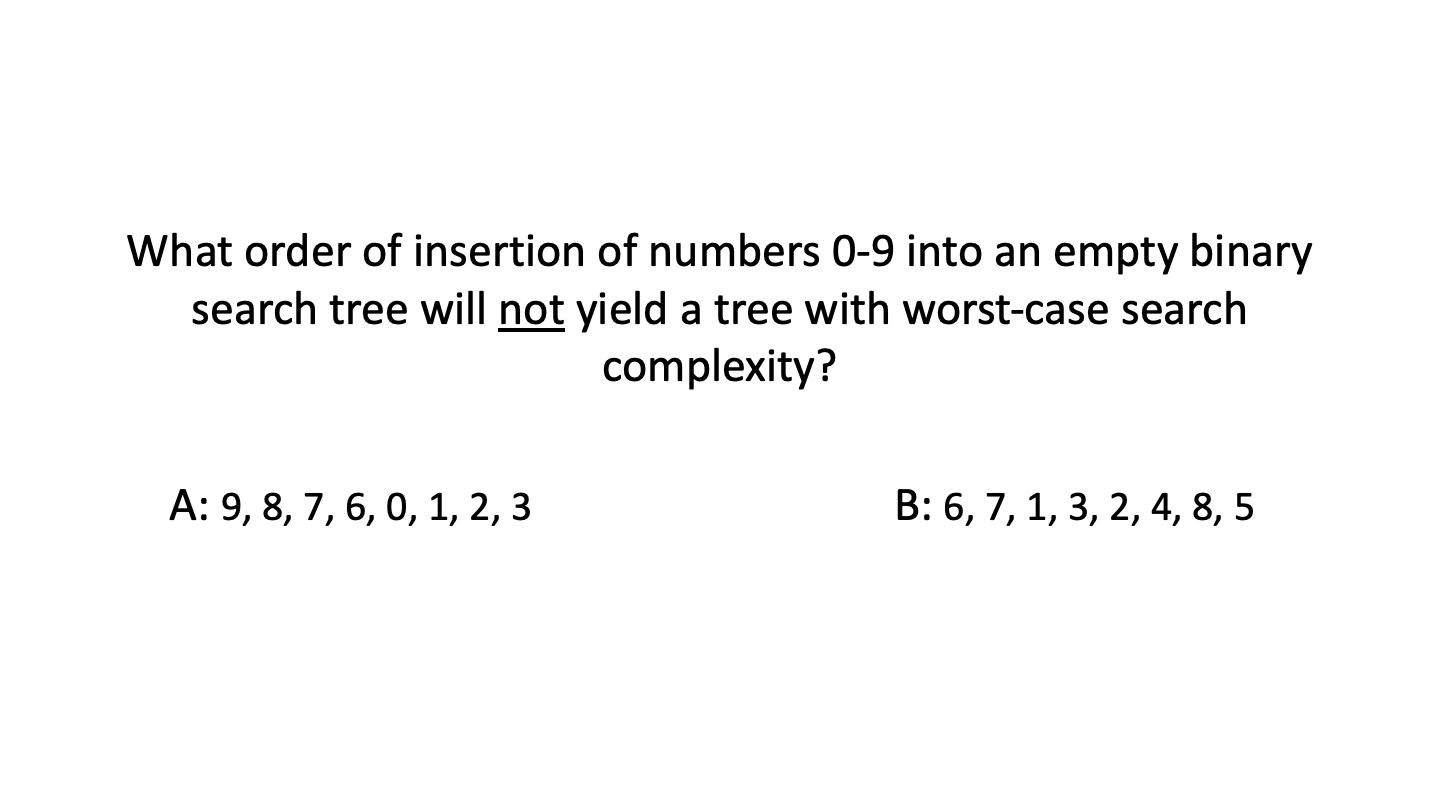 What order of insertion of numbers 0-9 into an empty binary
search tree will not yield a tree with worst-case search
complexity?
A: 9, 8, 7, 6, 0, 1, 2, 3
B: 6, 7, 1, 3, 2, 4, 8, 5